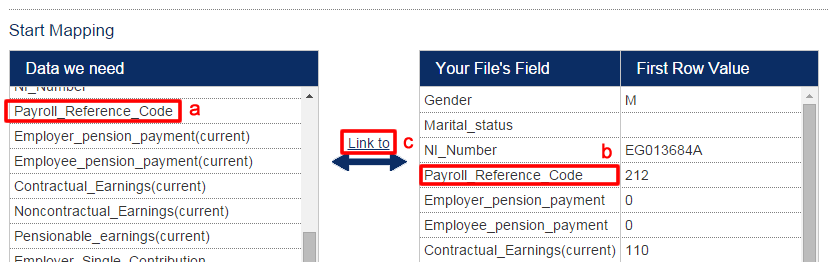 Start Mapping
Data we need
NI_Number
Payroll_Reference_Code a
Employer_pension_payment(current)
Employee_pension_payment(current)
Contractual_Earnings(current)
Noncontractual_Earnings(current)
Pensionable_earnings(current)
Employer_Single_Contribution
Link to c
Your File's Field First Row Value
Gender M
Marital_status
NI_Number b EG013684A
Payroll_Reference_Code 212
Employer_pension_payment 0
Employee_pension_payment 0
Contractual_Earnings(current) 110